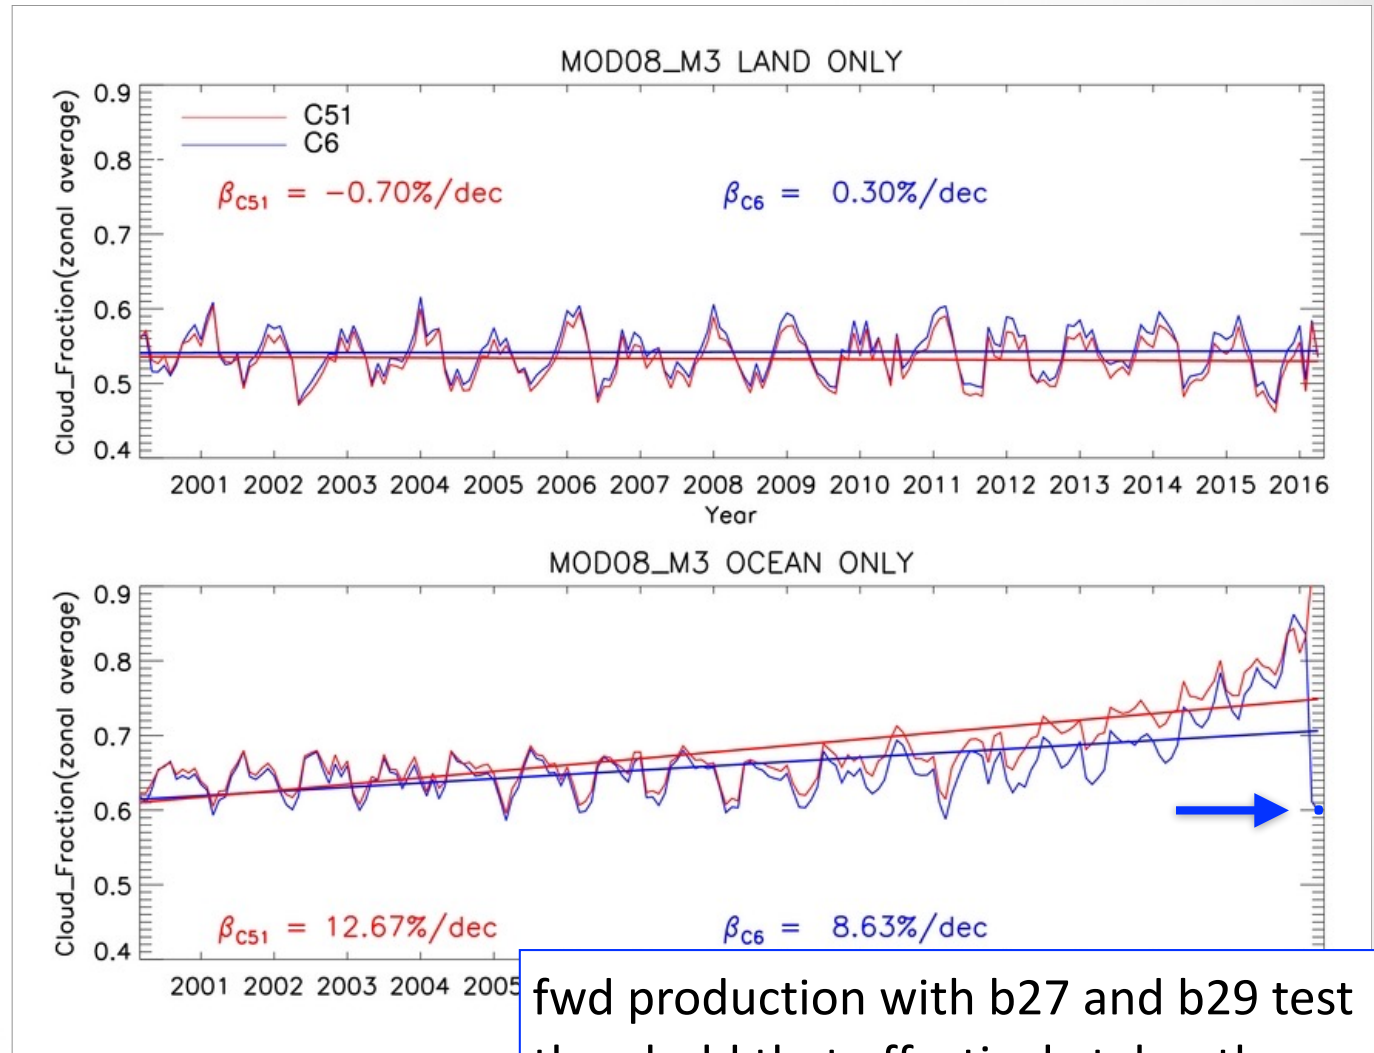 MOD08_M3 LAND ONLY
Cloud_Fraction(zonal average)
0.9
0.8
0.7
0.6
0.5
0.4
C51
C6
βC51 = −0.70%/dec
βC6 = 0.30%/dec
2001 2002 2003 2004 2005 2006 2007 2008 2009 2010 2011 2012 2013 2014 2015 2016
Year
MOD08_M3 OCEAN ONLY
Cloud_Fraction(zonal average)
0.9
0.8
0.7
0.6
0.5
0.4
βC51 = 12.67%/dec
βC6 = 8.63%/dec
2001 2002 2003 2004 2005
fwd production with b27 and b29 test